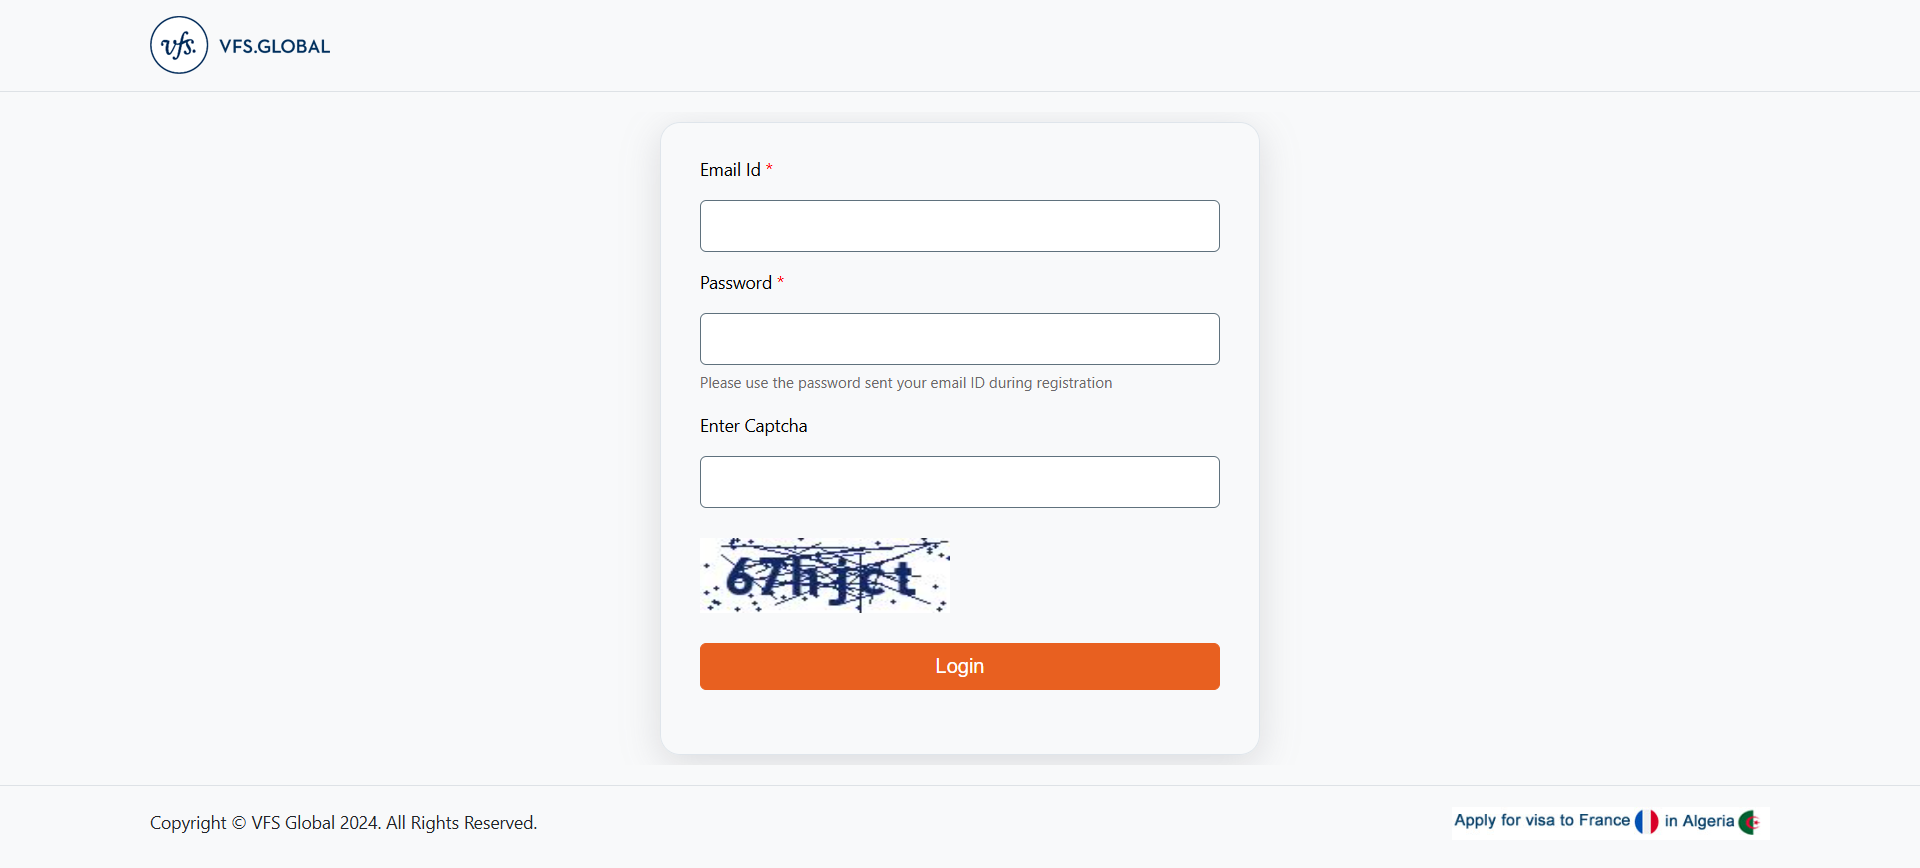 vfs. VFS.GLOBAL
Email Id *
Password *
Please use the password sent your email ID during registration
Enter Captcha
67hjct
Login
Copyright © VFS Global 2024. All Rights Reserved.
Apply for visa to France in Algeria